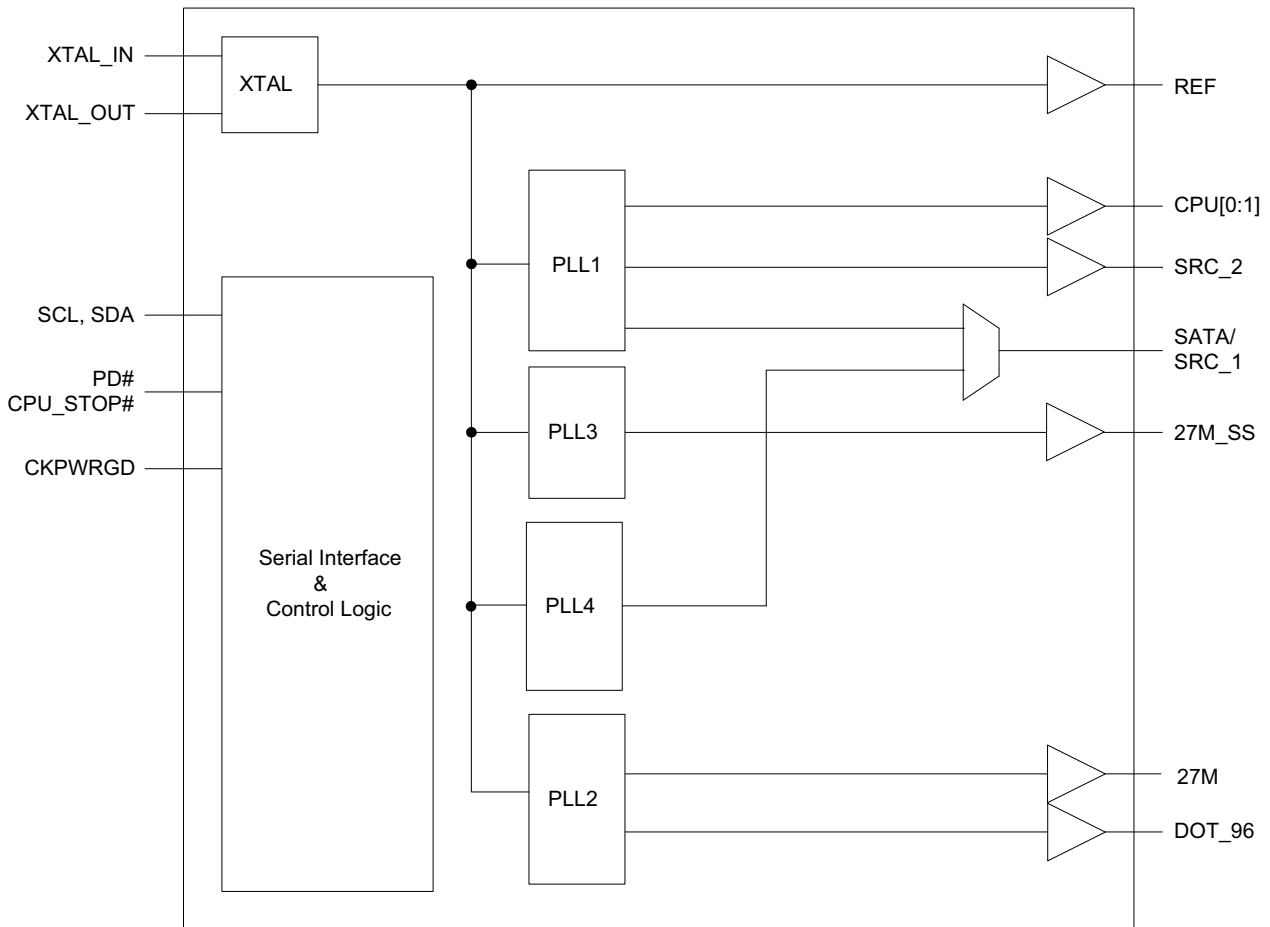 XTAL_IN
XTAL_OUT
XTAL
REF
CPU[0:1]
PLL1
SRC_2
SCL, SDA
SATA/
SRC_1
PD#
CPU_STOP#
PLL3
27M_SS
CKPWRGD
Serial Interface
&
Control Logic
PLL4
PLL2
27M
DOT_96